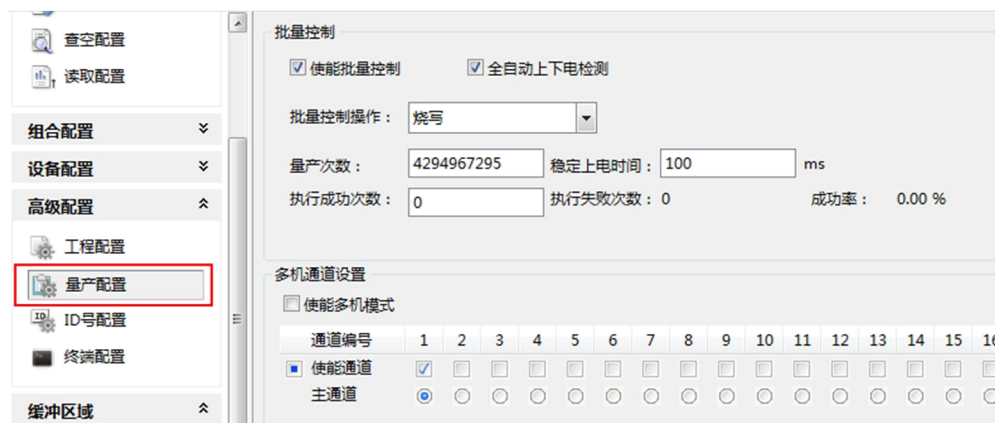 查空配置
读取配置
组合配置
设备配置
高级配置
工程配置
量产配置
ID号配置
终端配置
缓冲区域
批量控制
使能批量控制 全自动上下电检测
批量控制操作： 烧写
量产次数： 4294967295 稳定上电时间： 100 ms
执行成功次数： 0 执行失败次数： 0 成功率： 0.00 %
多机通道设置
使能多机模式
通道编号 1 2 3 4 5 6 7 8 9 10 11 12 13 14 15 16
使能通道
主通道